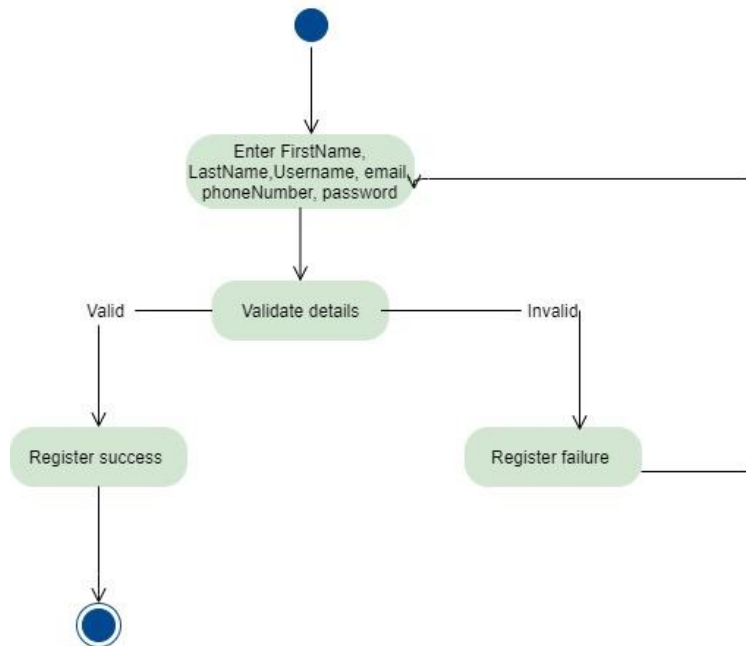 Enter FirstName,
LastName,Username, email,
phoneNumber, password
Valid
Validate details
Invalid
Register success
Register failure